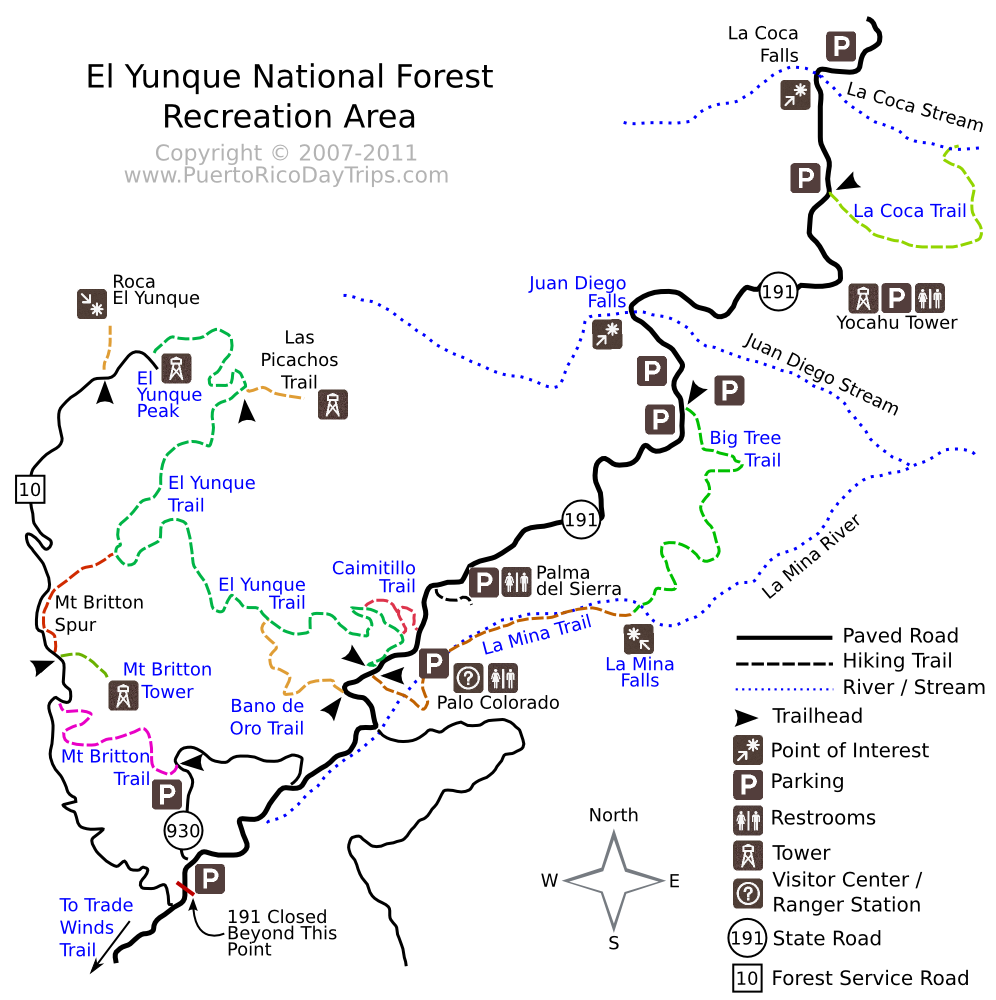 El Yunque National Forest
Recreation Area
Copyright © 2007-2011
www.PuertoRicoDayTrips.com
La Coca
Falls
P
La Coca Stream
P
La Coca Trail
191
P
Yocahu Tower
Juan Diego
Falls
Juan Diego Stream
P
P
P
Big Tree
Trail
Roca
El Yunque
Las
Picachos
Trail
El
Yunque
Peak
10
El Yunque
Trail
191
La Mina River
Caimitillo
Trail
El Yunque
Trail
P
Palma
del Sierra
Mt Britton
Spur
La Mina Trail
La Mina
Falls
P
?
Palo Colorado
Mt Britton
Tower
Bano de
Oro Trail
Mt Britton
Trail
P
930
P
To Trade
Winds
Trail
191 Closed
Beyond This
Point
North
W
E
S
Paved Road
Hiking Trail
River / Stream
Trailhead
Point of Interest
P
Parking
Restrooms
Tower
?
Visitor Center /
Ranger Station
191
State Road
10
Forest Service Road